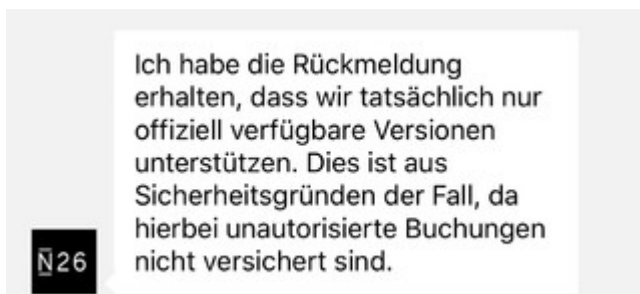 Ich habe die Rückmeldung
erhalten, dass wir tatsächlich nur
offiziell verfügbare Versionen
unterstützen. Dies ist aus
Sicherheitsgründen der Fall, da
hierbei unautorisierte Buchungen
nicht versichert sind.
N26